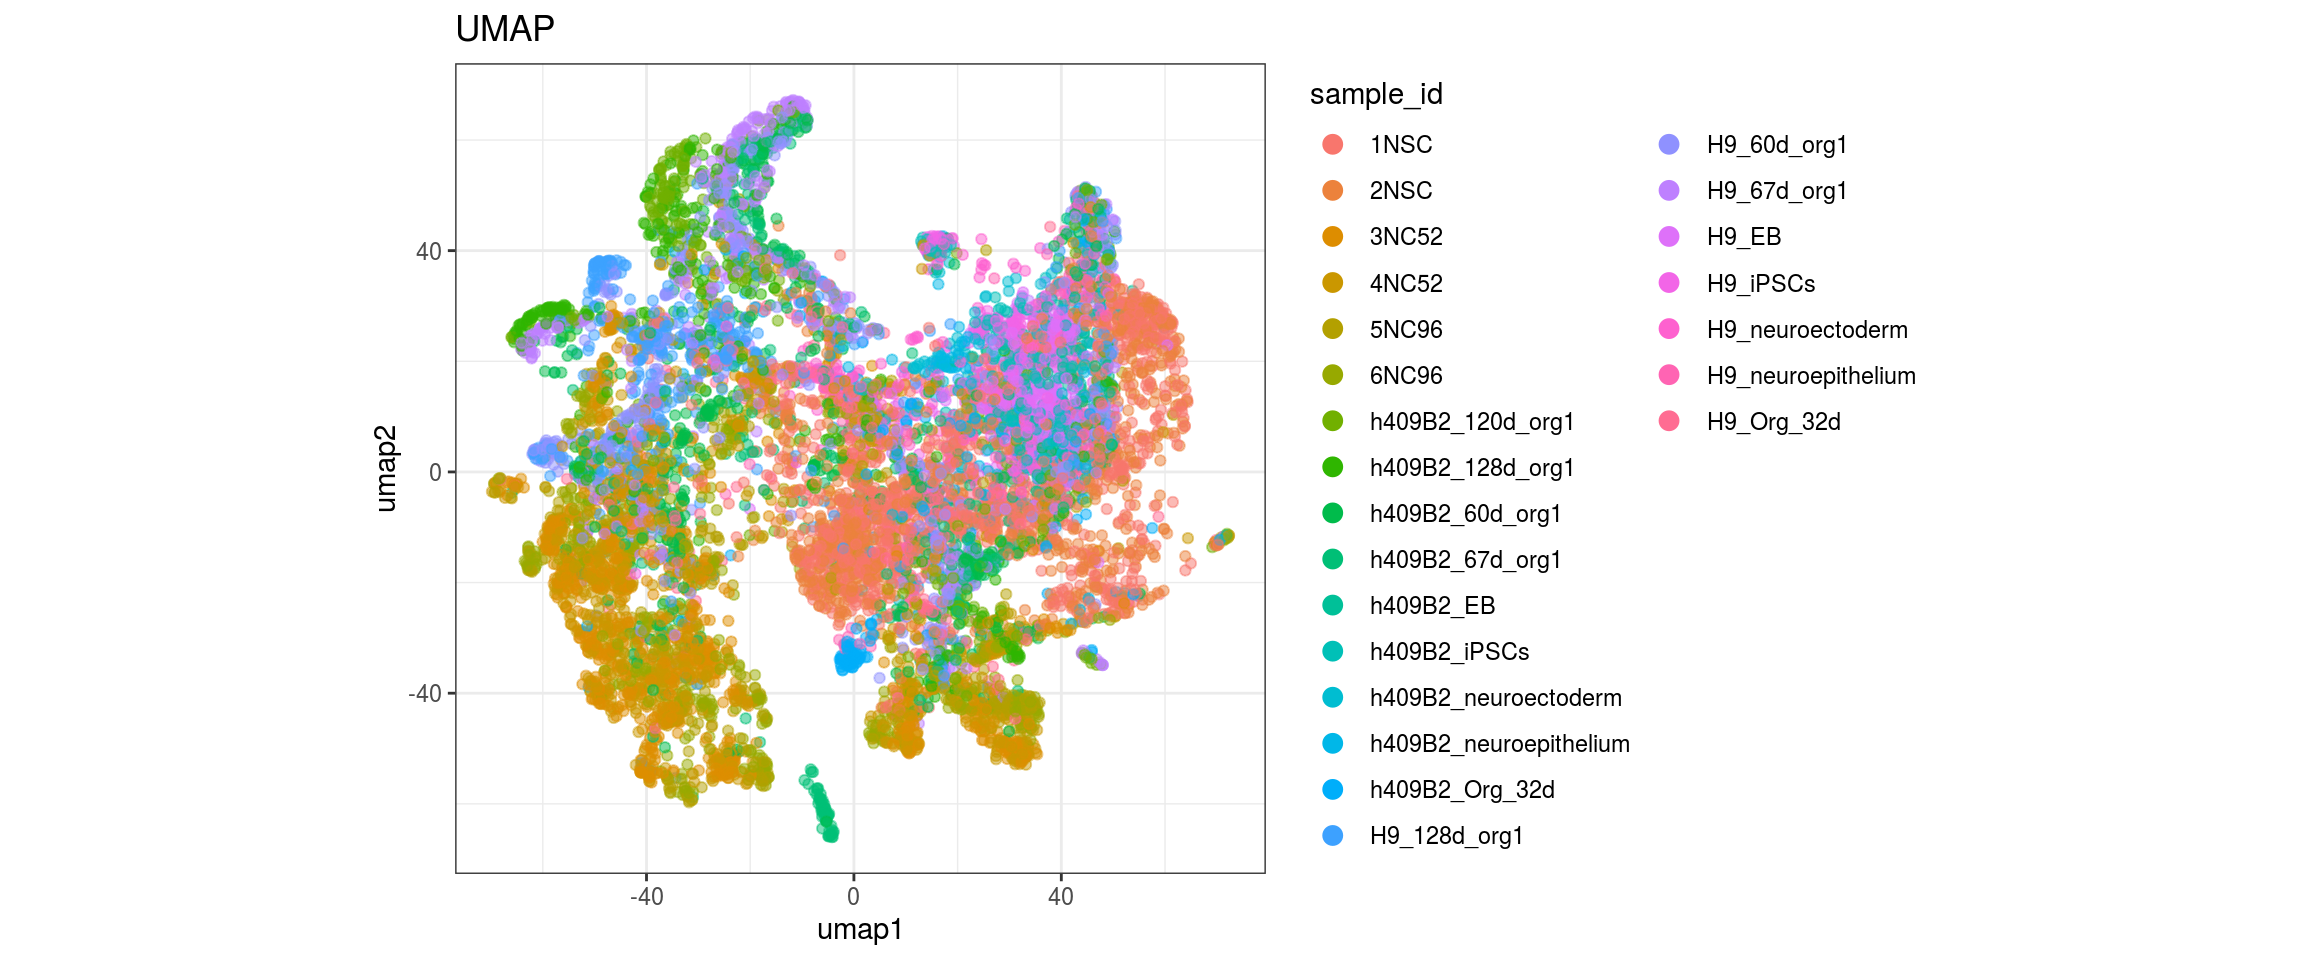 UMAP
umap2
40
0
-40
-40
0
40
umap1
sample_id
1NSC
2NSC
3NC52
4NC52
5NC96
6NC96
h409B2_120d_org1
h409B2_128d_org1
h409B2_60d_org1
h409B2_67d_org1
h409B2_EB
h409B2_iPSCs
h409B2_neuroectoderm
h409B2_neuroepithelium
h409B2_Org_32d
H9_128d_org1
H9_60d_org1
H9_67d_org1
H9_EB
H9_iPSCs
H9_neuroectoderm
H9_neuroepithelium
H9_Org_32d